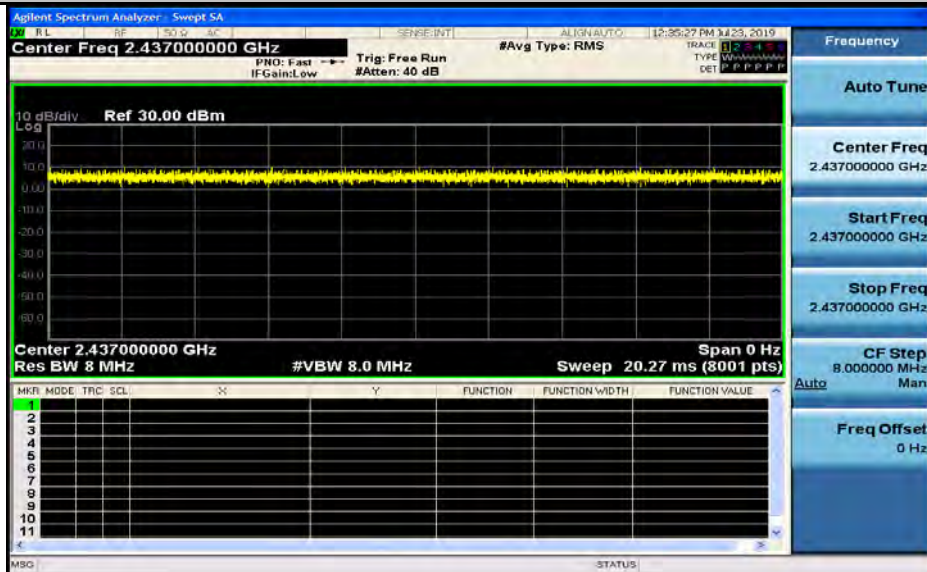 Agilent Spectrum Analyzer - Swept SA
RL RF 50 Ω AC SENSE:INT ALIGN AUTO 12:35:27 PM Jul 23, 2019
Center Freq 2.437000000 GHz
#Avg Type: RMS
TRACE 1 2 3 4 5 6
PNO: Fast
Trig: Free Run
TYPE
IFGain:Low
#Atten: 40 dB
DET P P P P P P
10 dB/div Ref 30.00 dBm
Log
20.0
10.0
0.00
-10.0
-20.0
-30.0
-40.0
-50.0
-60.0
Center 2.437000000 GHz Span 0 Hz
Res BW 8 MHz #VBW 8.0 MHz Sweep 20.27 ms (8001 pts)
MKR MODE TRC SCL X Y FUNCTION FUNCTION WIDTH FUNCTION VALUE
1
2
3
4
5
6
7
8
9
10
11
MSG STATUS
Frequency
Auto Tune
Center Freq
2.437000000 GHz
Start Freq
2.437000000 GHz
Stop Freq
2.437000000 GHz
CF Step
8.000000 MHz
Auto Man
Freq Offset
0 Hz